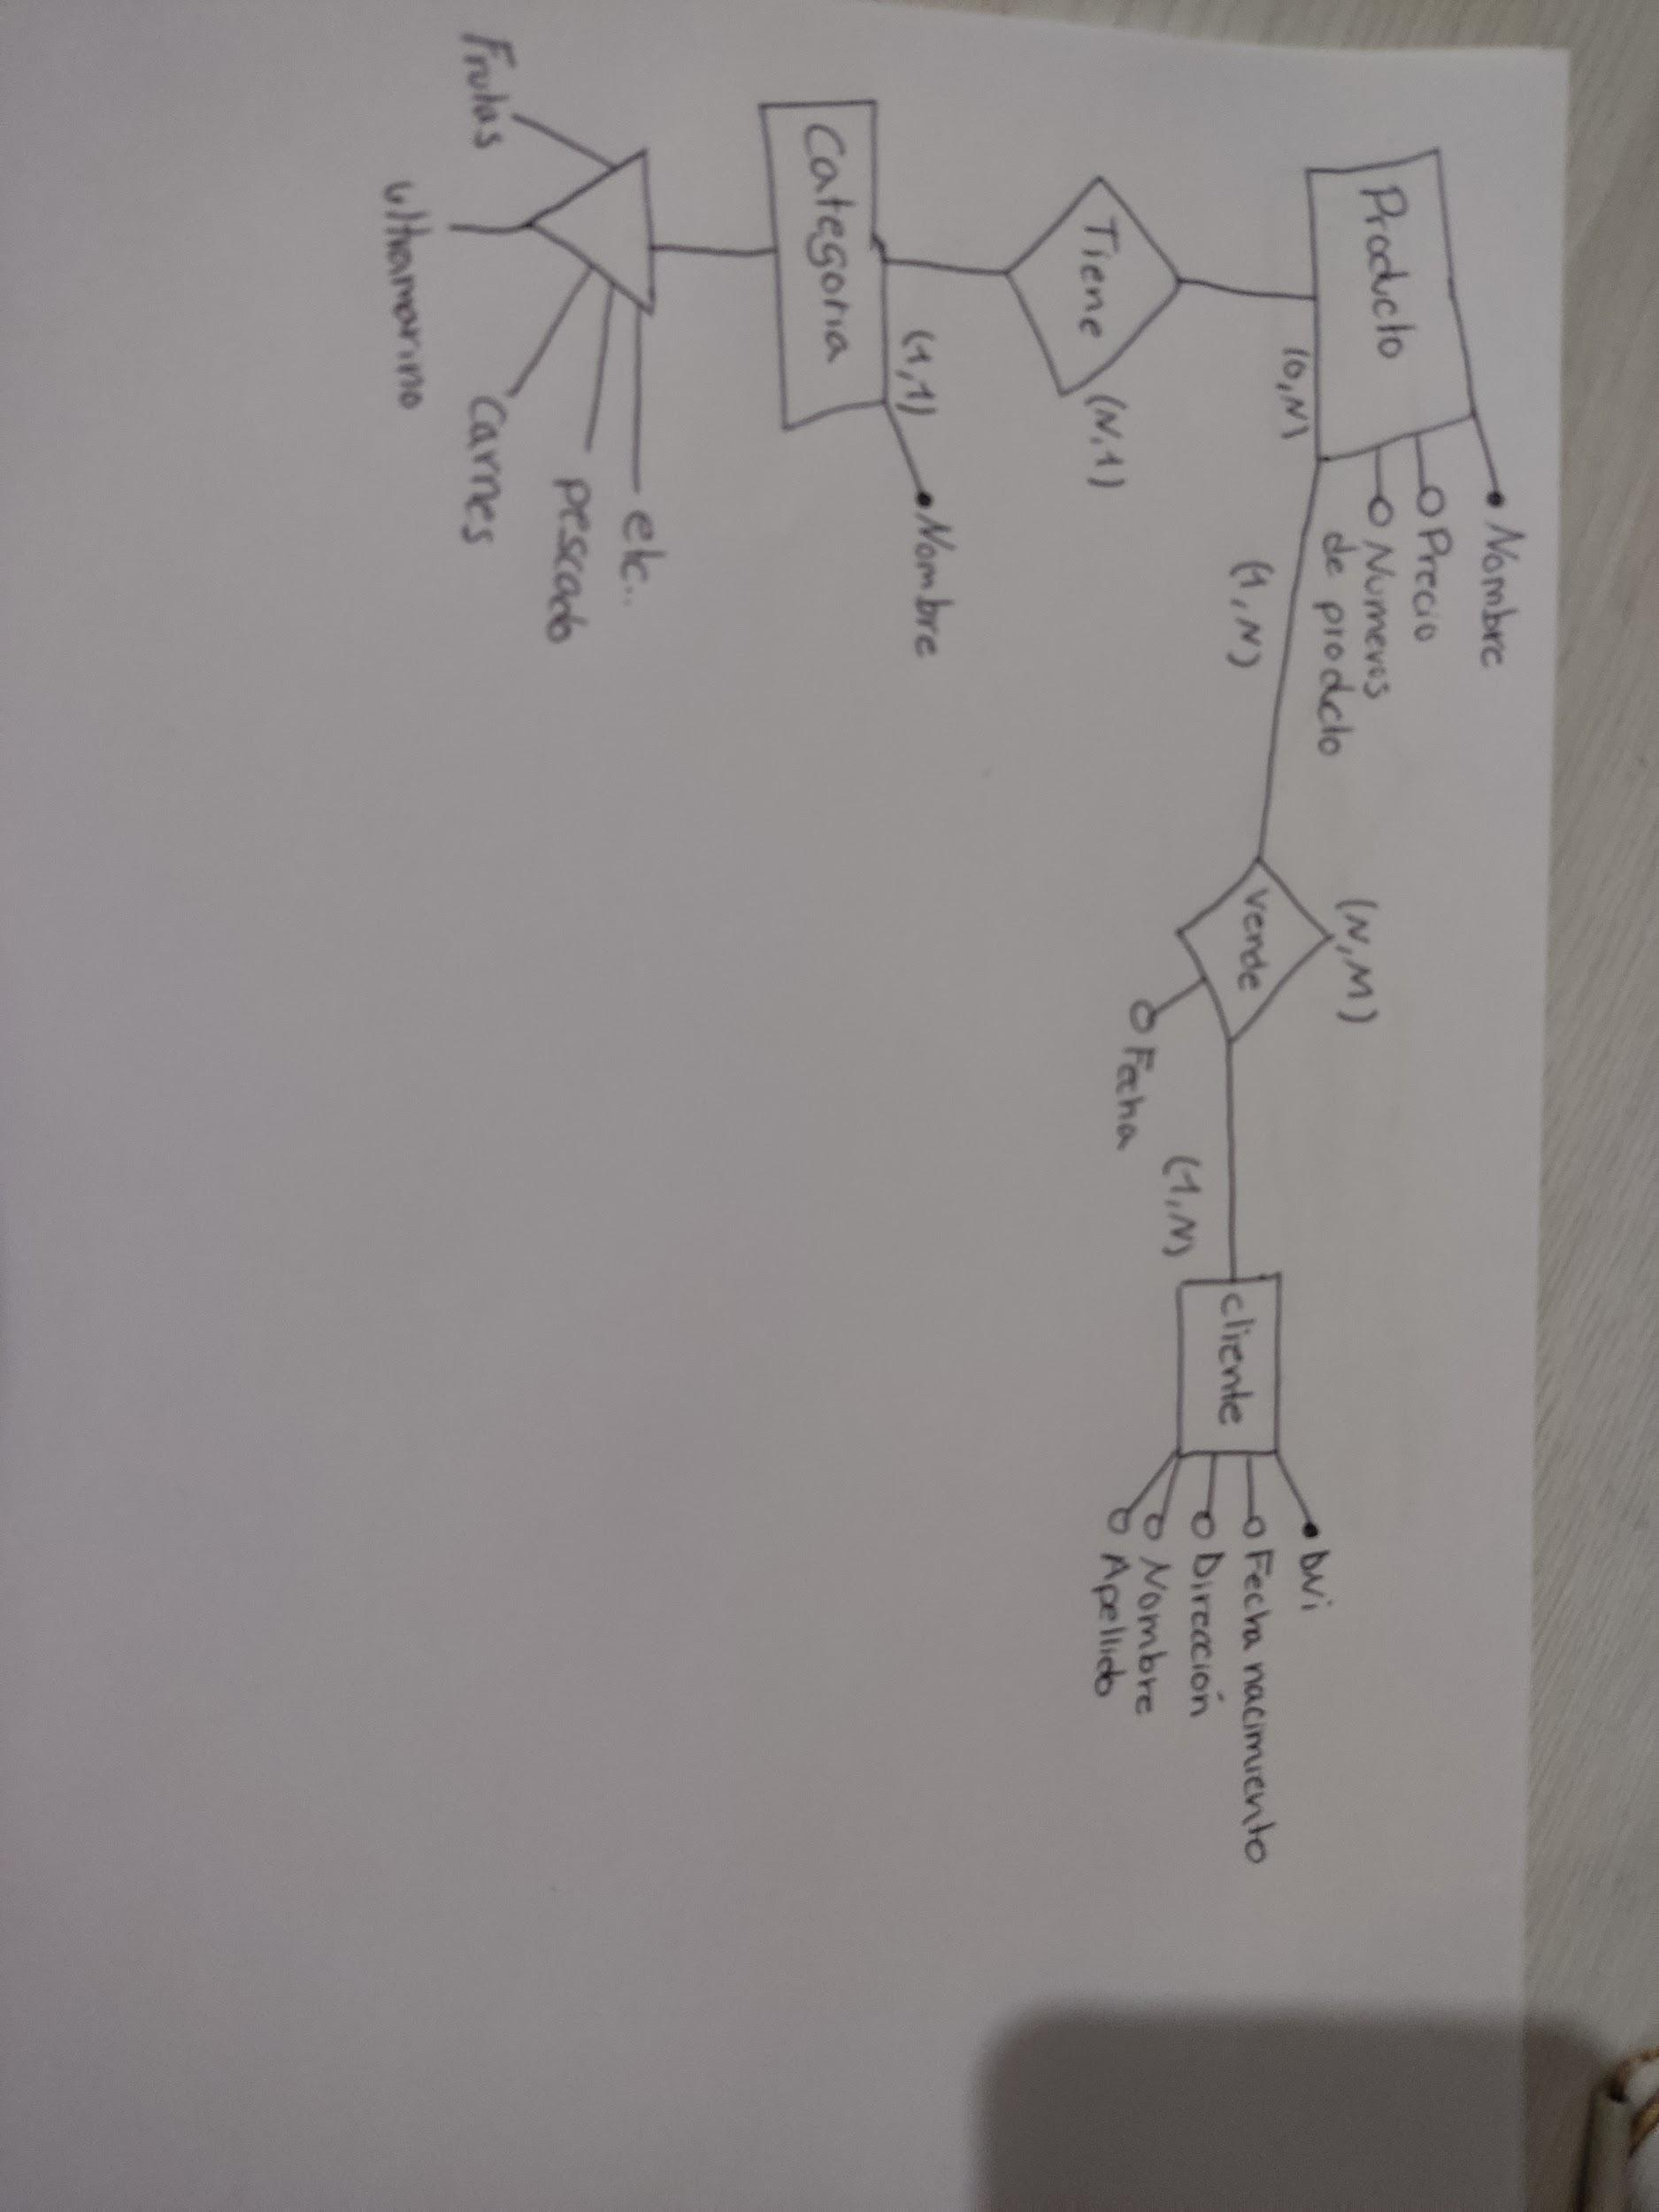 Nombre
Precio
Producto
Numeros
de producto
(0,N)
(1,N)
(N,M)
Vende
Fecha
(1,N)
cliente
DNi
Fecha nacimiento
Dirección
Nombre
Apellido
Tiene
(N,1)
(1,1)
Nombre
Categoria
etc...
pescado
Carnes
ultramarino
Frutas